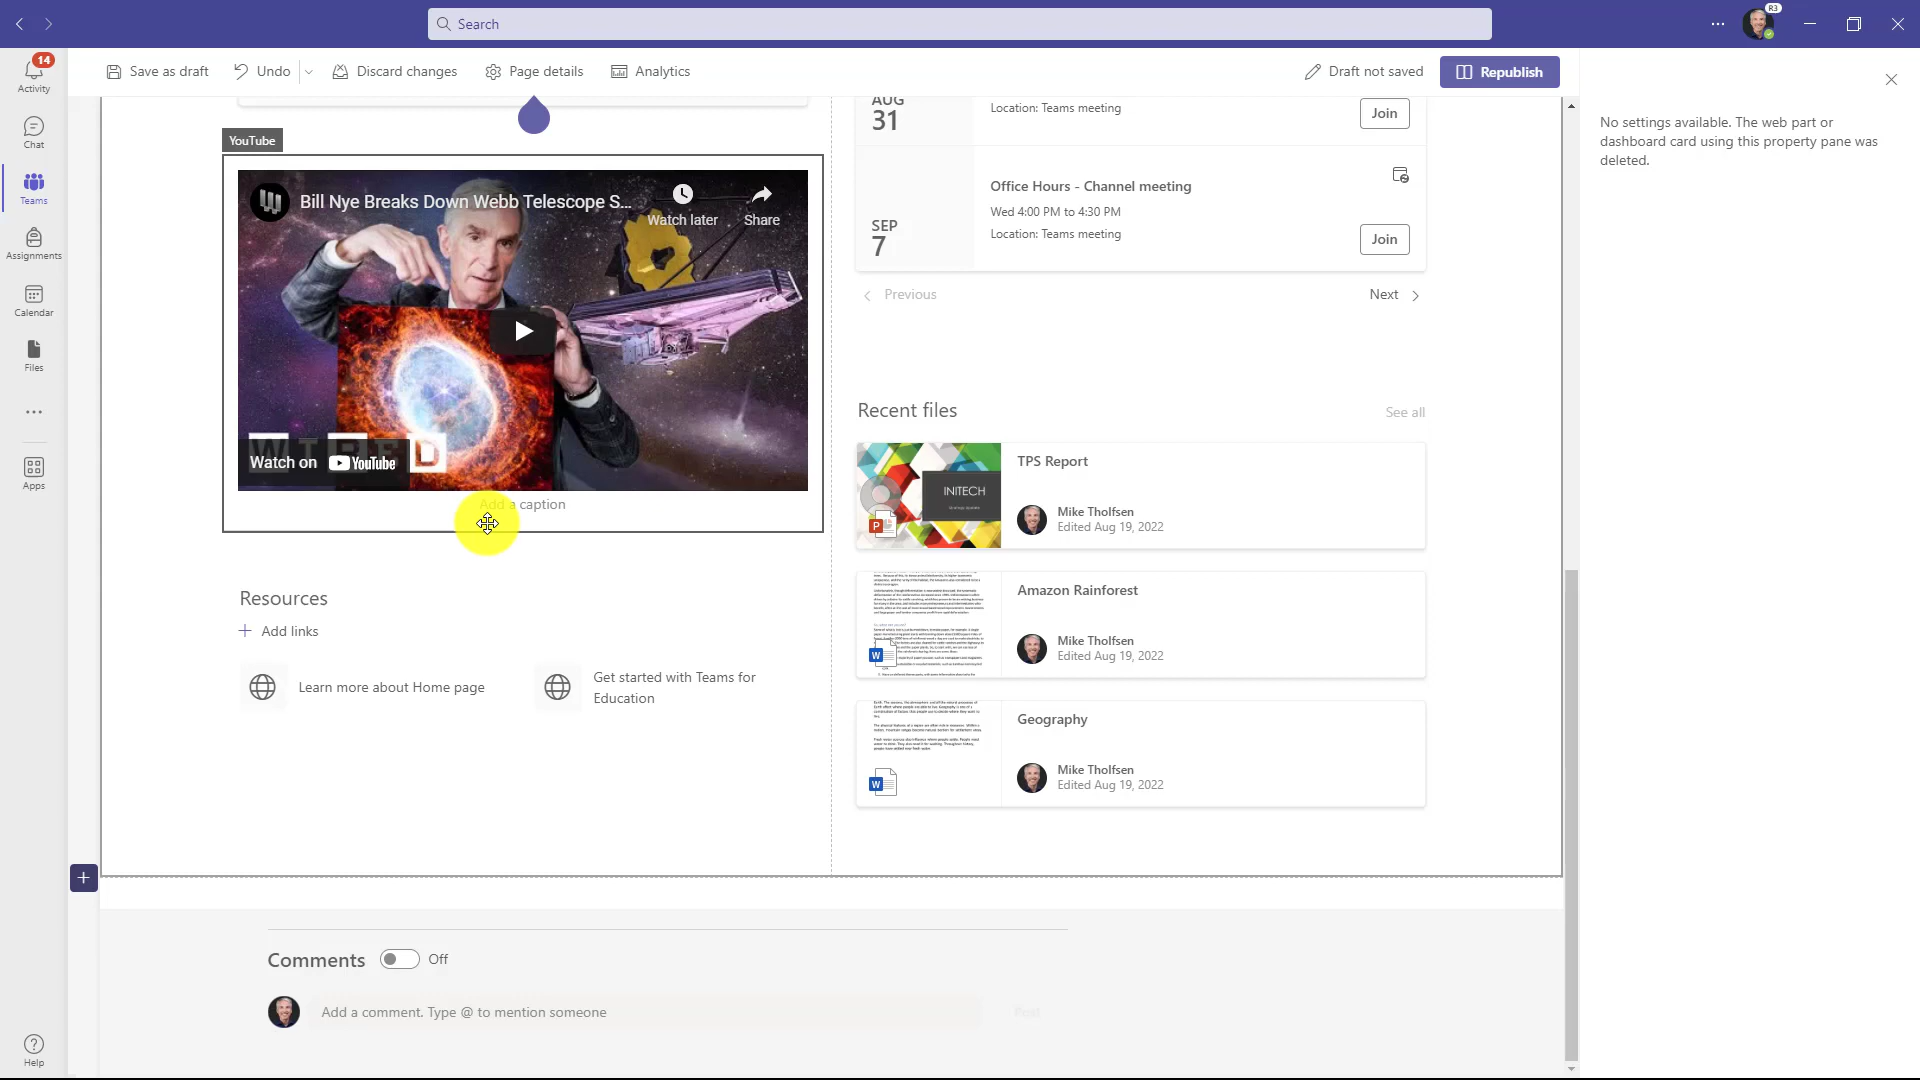 Search
R3
14
Activity
Chat
Teams
Assignments
Calendar
Files
Apps
Help
Save as draft
Undo
Discard changes
Page details
Analytics
Draft not saved
Republish
No settings available. The web part or
dashboard card using this property pane was
deleted.
YouTube
Bill Nye Breaks Down Webb Telescope S...
Watch later
Share
WIRED
Watch on YouTube
Add a caption
Resources
Add links
Learn more about Home page
Get started with Teams for
Education
AUG
31
Location: Teams meeting
Join
SEP
7
Office Hours - Channel meeting
Wed 4:00 PM to 4:30 PM
Location: Teams meeting
Join
Previous
Next
Recent files
See all
INITECH
P
TPS Report
Mike Tholfsen
Edited Aug 19, 2022
W
Amazon Rainforest
Mike Tholfsen
Edited Aug 19, 2022
W
Geography
Mike Tholfsen
Edited Aug 19, 2022
Comments
Off
Add a comment. Type @ to mention someone
Post